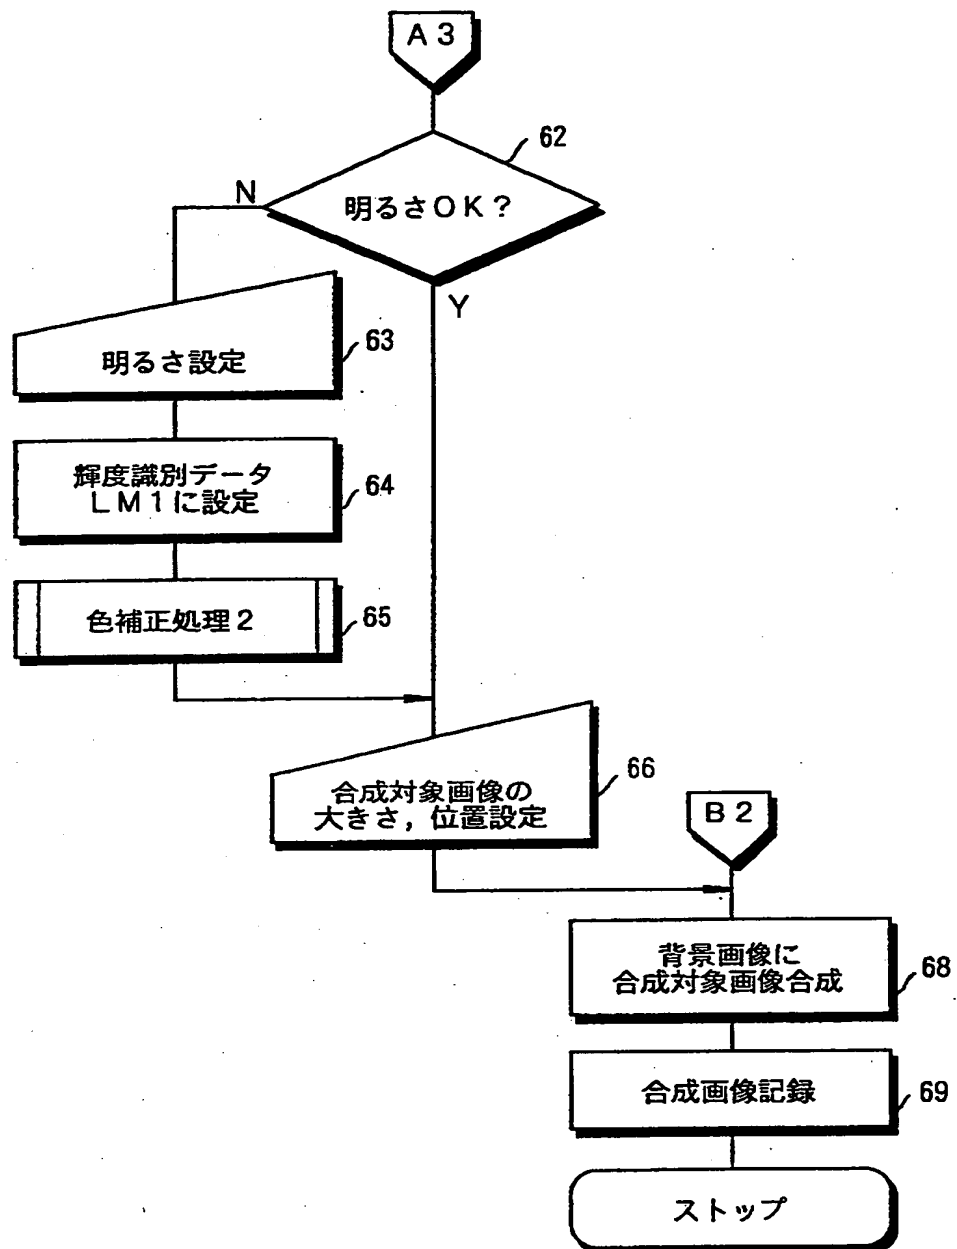 A3
62
明るさOK?
N
Y
明るさ設定
63
輝度識別データ
LM1に設定
64
色補正処理2
65
合成対象画像の
大きさ,位置設定
66
B2
背景画像に
合成対象画像合成
68
合成画像記録
69
ストップ